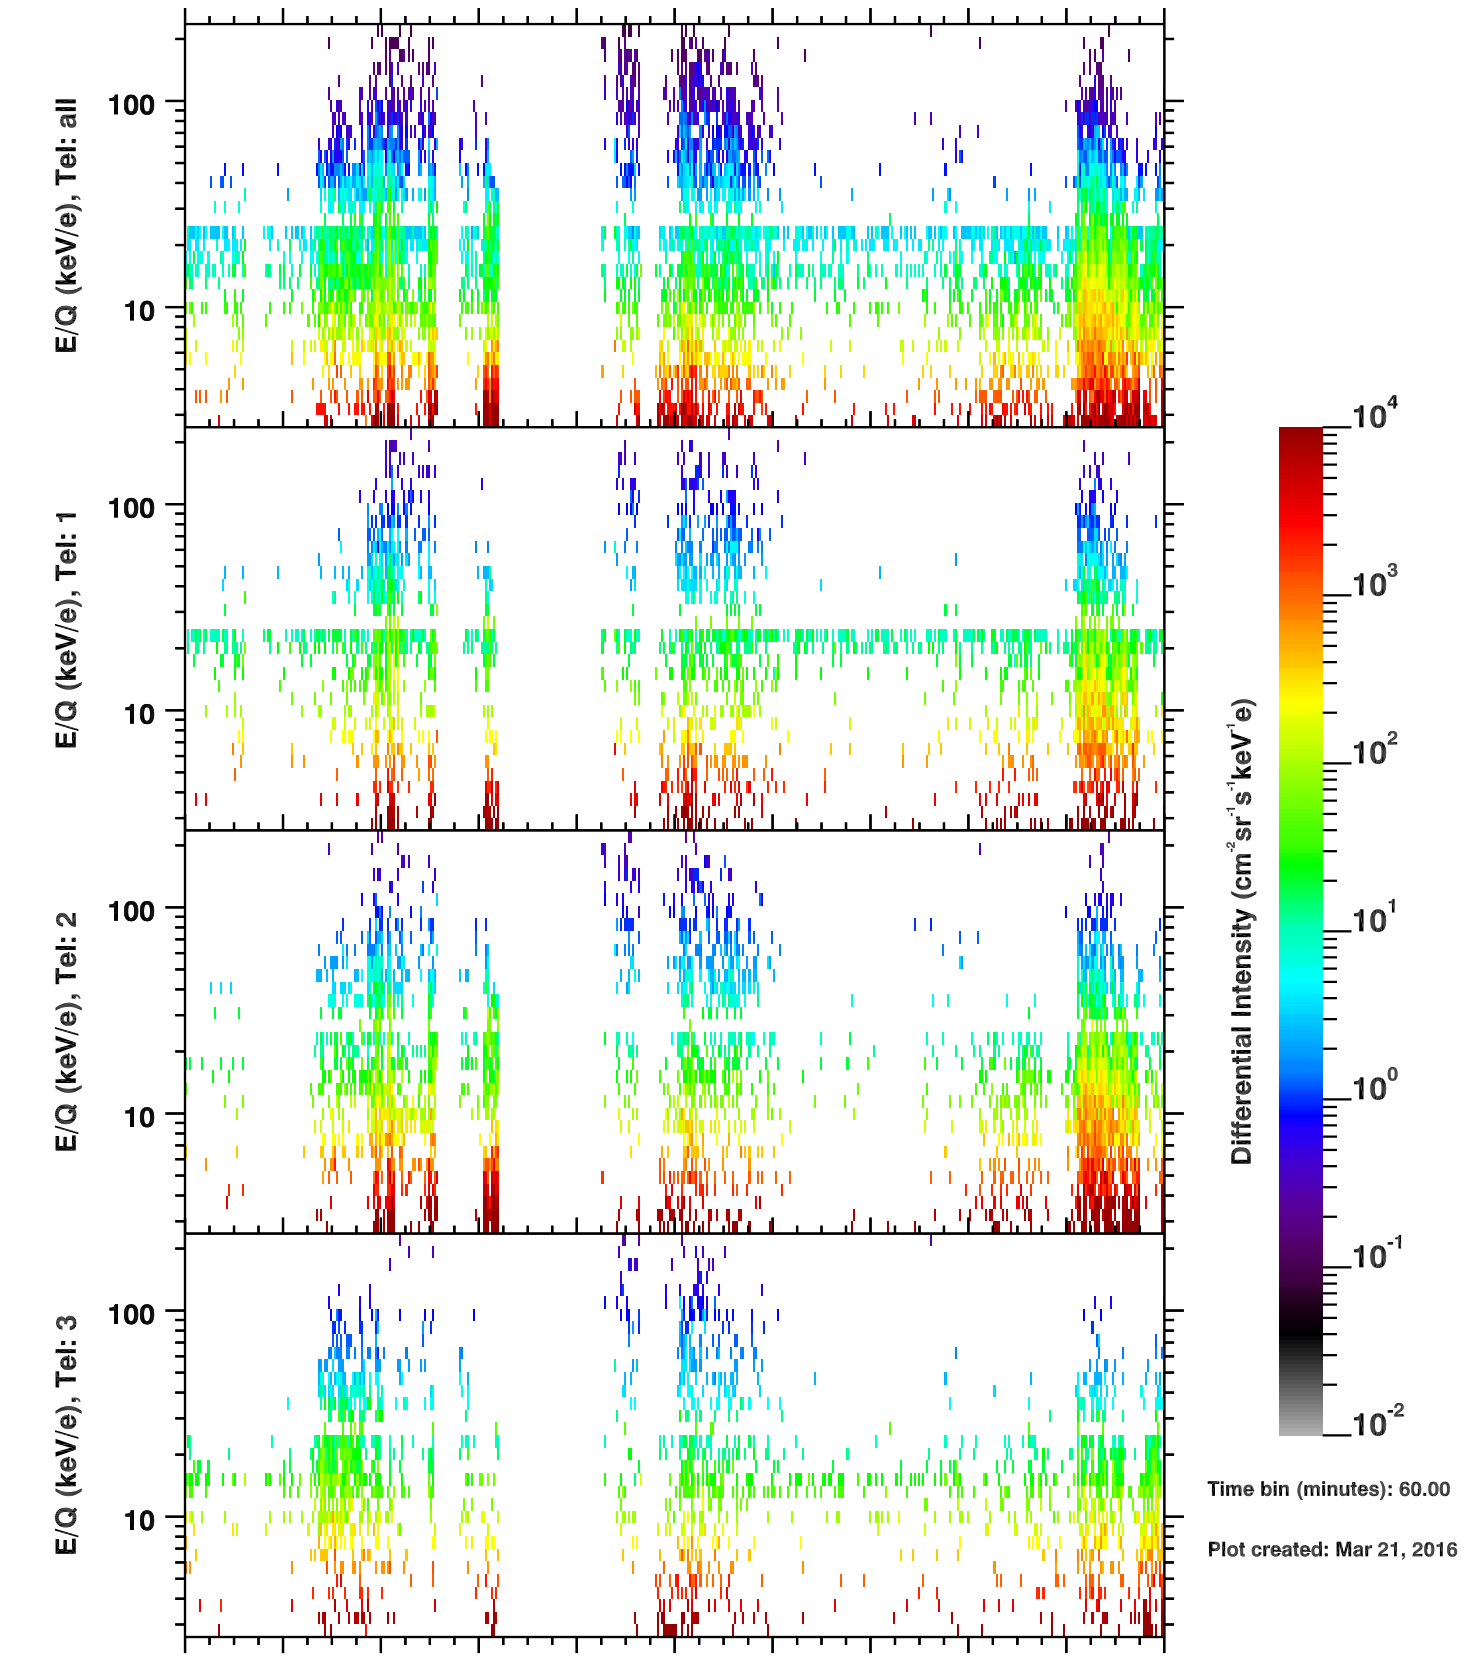 E/Q (keV/e), Tel: all
100
10
E/Q (keV/e), Tel: 1
100
10
E/Q (keV/e), Tel: 2
100
10
E/Q (keV/e), Tel: 3
100
10
Differential Intensity (cm⁻²sr⁻¹s⁻¹keV⁻¹e)
10⁴
10³
10²
10¹
10⁰
10⁻¹
10⁻²
Time bin (minutes): 60.00
Plot created: Mar 21, 2016